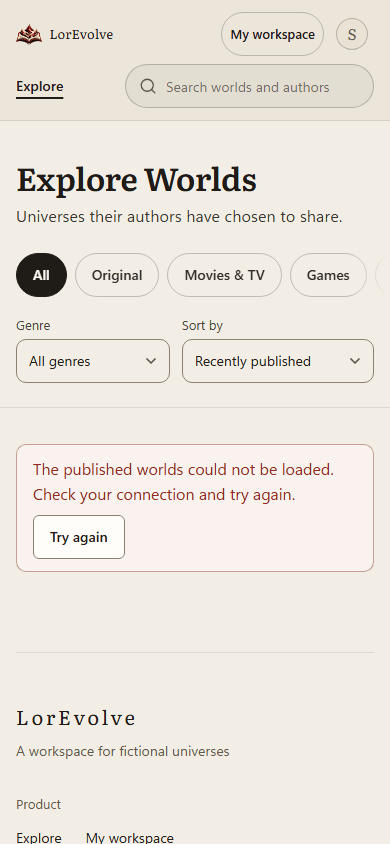 LorEvolve
My workspace
S
Explore
Search worlds and authors
Explore Worlds
Universes their authors have chosen to share.
All
Original
Movies & TV
Games
Genre
Sort by
All genres
Recently published
The published worlds could not be loaded.
Check your connection and try again.
Try again
LorEvolve
A workspace for fictional universes
Product
Explore
My workspace